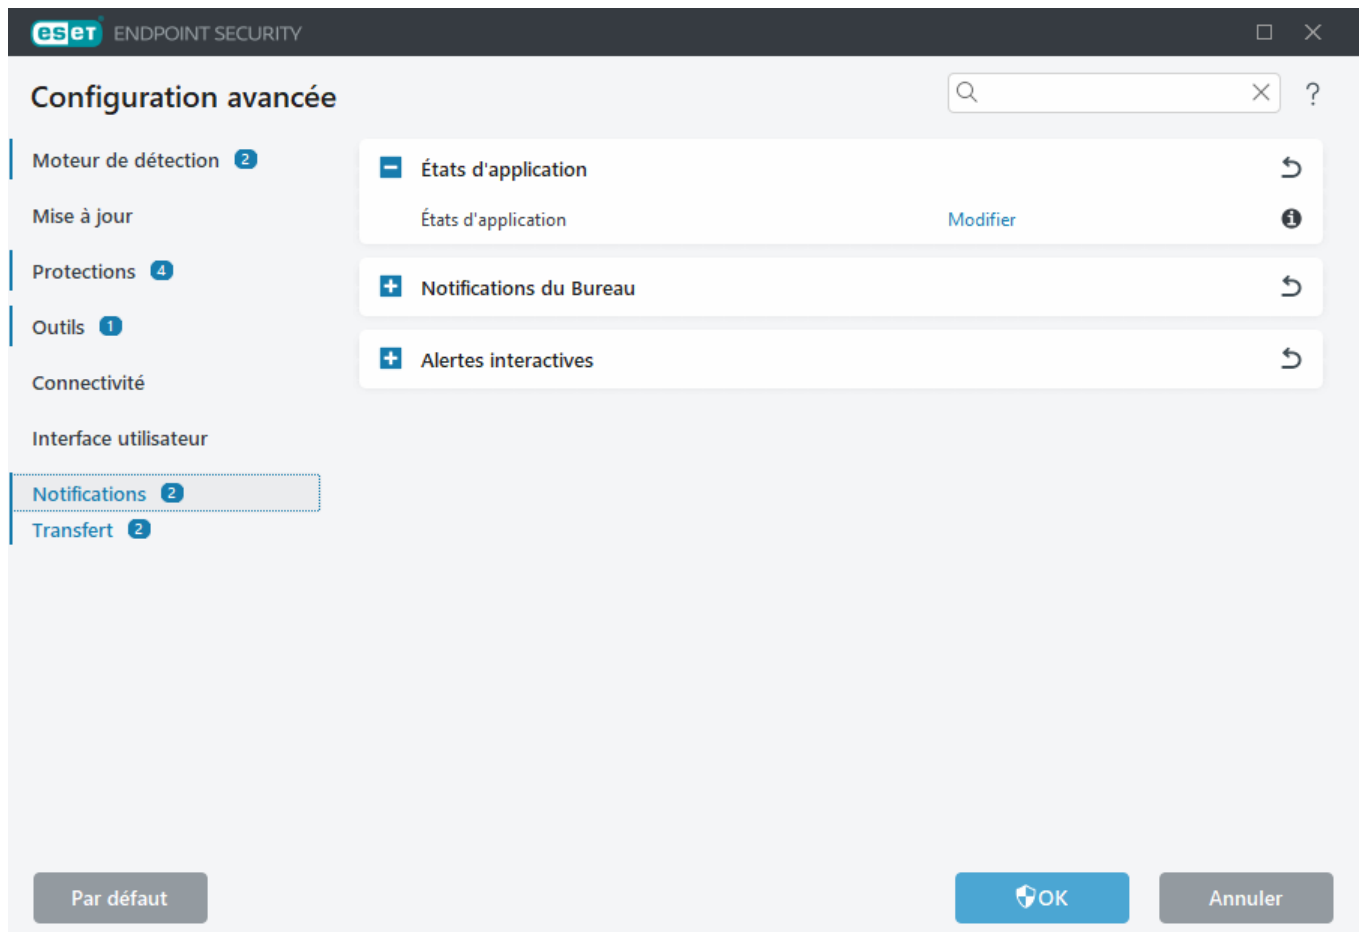 eset ENDPOINT SECURITY
Configuration avancée
?
Moteur de détection 2
Mise à jour
Protections 4
Outils 1
Connectivité
Interface utilisateur
Notifications 2
Transfert 2
États d'application
États d'application Modifier
Notifications du Bureau
Alertes interactives
Par défaut
OK
Annuler